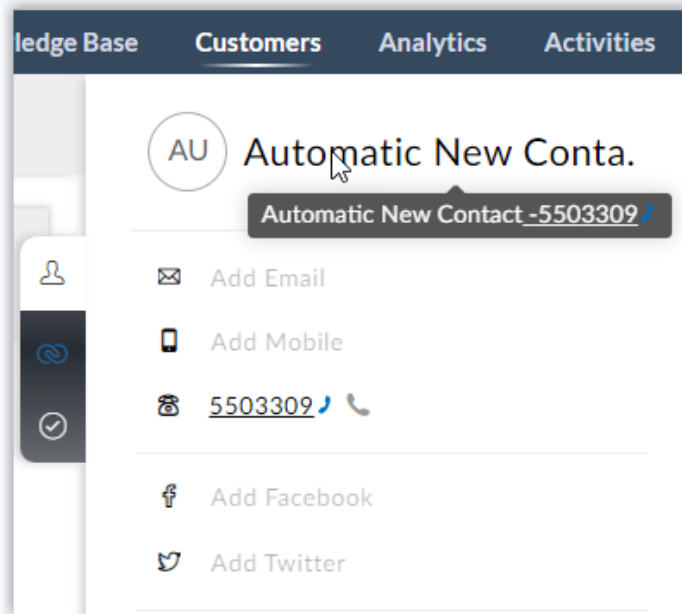 ledge Base Customers Analytics Activities
AU Automatic New Conta.
Automatic New Contact -5503309
Add Email
Add Mobile
5503309
Add Facebook
Add Twitter